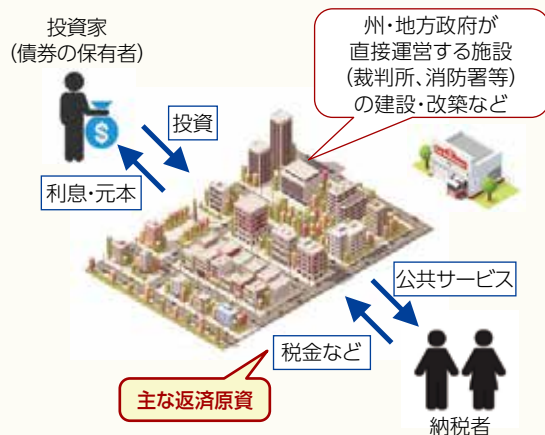 投資家
(債券の保有者)
州・地方政府が
直接運営する施設
(裁判所、消防署等)
の建設・改築など
$
投資
利息・元本
公共サービス
税金など
主な返済原資
納税者